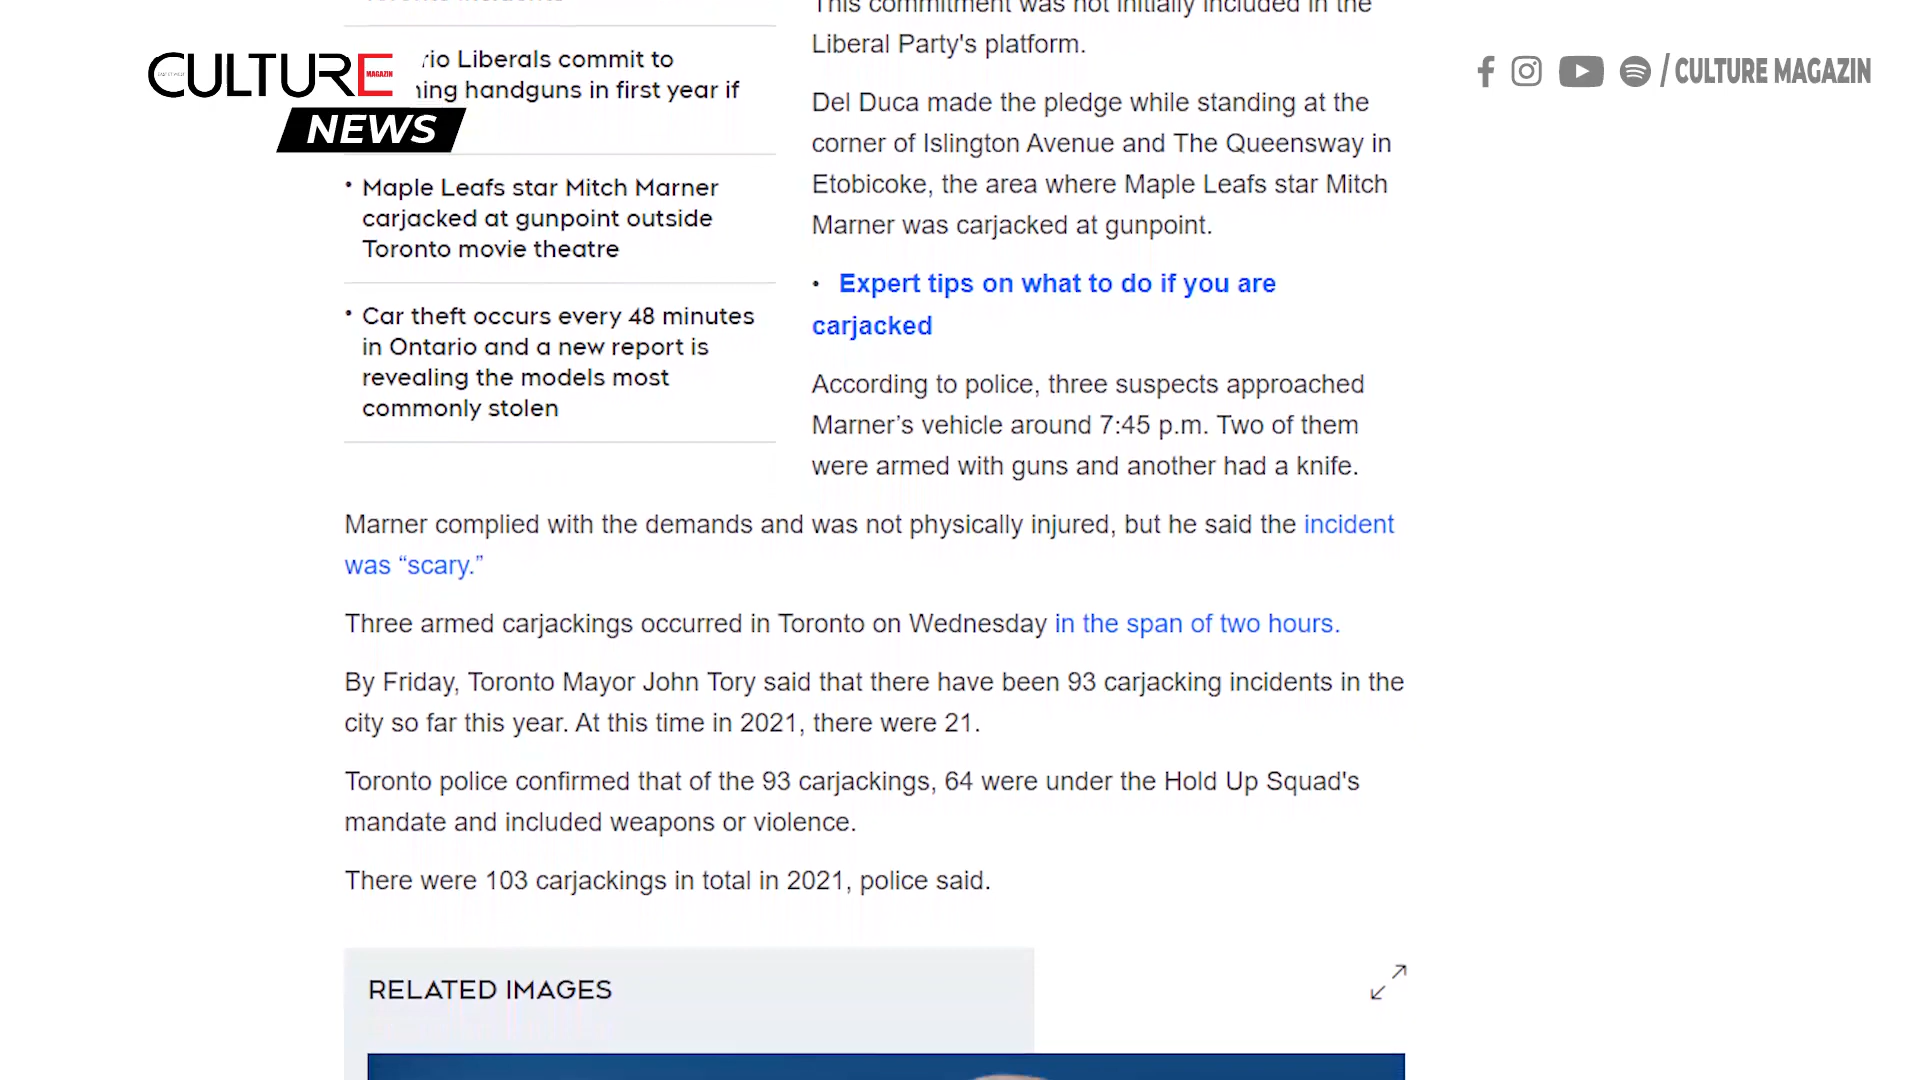 CULTURE
MAGAZIN
NEWS
/ CULTURE MAGAZIN
rio Liberals commit to
ing handguns in first year if
• Maple Leafs star Mitch Marner
carjacked at gunpoint outside
Toronto movie theatre
• Car theft occurs every 48 minutes
in Ontario and a new report is
revealing the models most
commonly stolen
This commitment was not initially included in the
Liberal Party's platform.
Del Duca made the pledge while standing at the
corner of Islington Avenue and The Queensway in
Etobicoke, the area where Maple Leafs star Mitch
Marner was carjacked at gunpoint.
• Expert tips on what to do if you are
carjacked
According to police, three suspects approached
Marner’s vehicle around 7:45 p.m. Two of them
were armed with guns and another had a knife.
Marner complied with the demands and was not physically injured, but he said the incident
was “scary.”
Three armed carjackings occurred in Toronto on Wednesday in the span of two hours.
By Friday, Toronto Mayor John Tory said that there have been 93 carjacking incidents in the
city so far this year. At this time in 2021, there were 21.
Toronto police confirmed that of the 93 carjackings, 64 were under the Hold Up Squad's
mandate and included weapons or violence.
There were 103 carjackings in total in 2021, police said.
RELATED IMAGES